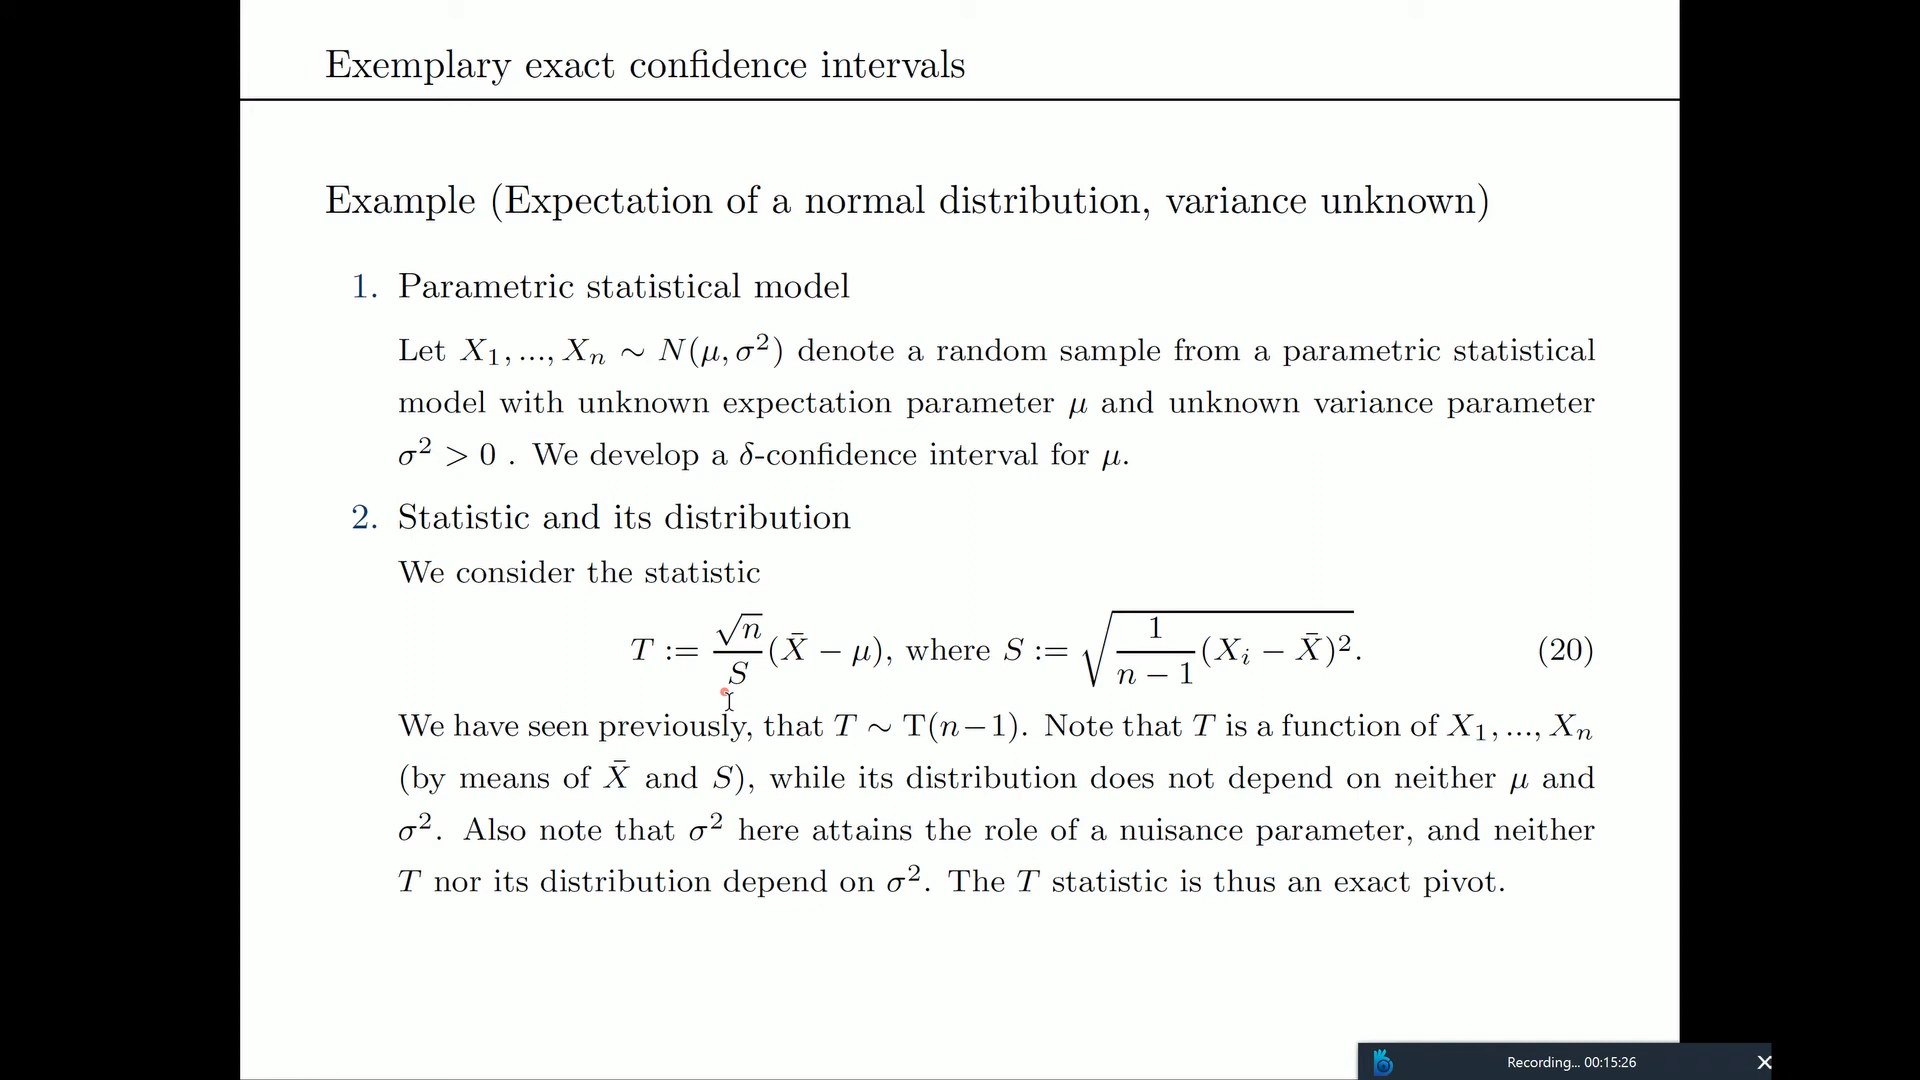 Exemplary exact confidence intervals
Example (Expectation of a normal distribution, variance unknown)
1. Parametric statistical model
Let X₁, ..., Xₙ ∼ N(μ, σ²) denote a random sample from a parametric statistical
model with unknown expectation parameter μ and unknown variance parameter
σ² > 0 . We develop a δ-confidence interval for μ.
2. Statistic and its distribution
We consider the statistic
T := √n/S (X̄ − μ), where S := √(1/(n − 1) (Xᵢ − X̄)²). (20)
We have seen previously, that T ∼ T(n−1). Note that T is a function of X₁, ..., Xₙ
(by means of X̄ and S), while its distribution does not depend on neither μ and
σ². Also note that σ² here attains the role of a nuisance parameter, and neither
T nor its distribution depend on σ². The T statistic is thus an exact pivot.
Recording... 00:15:26